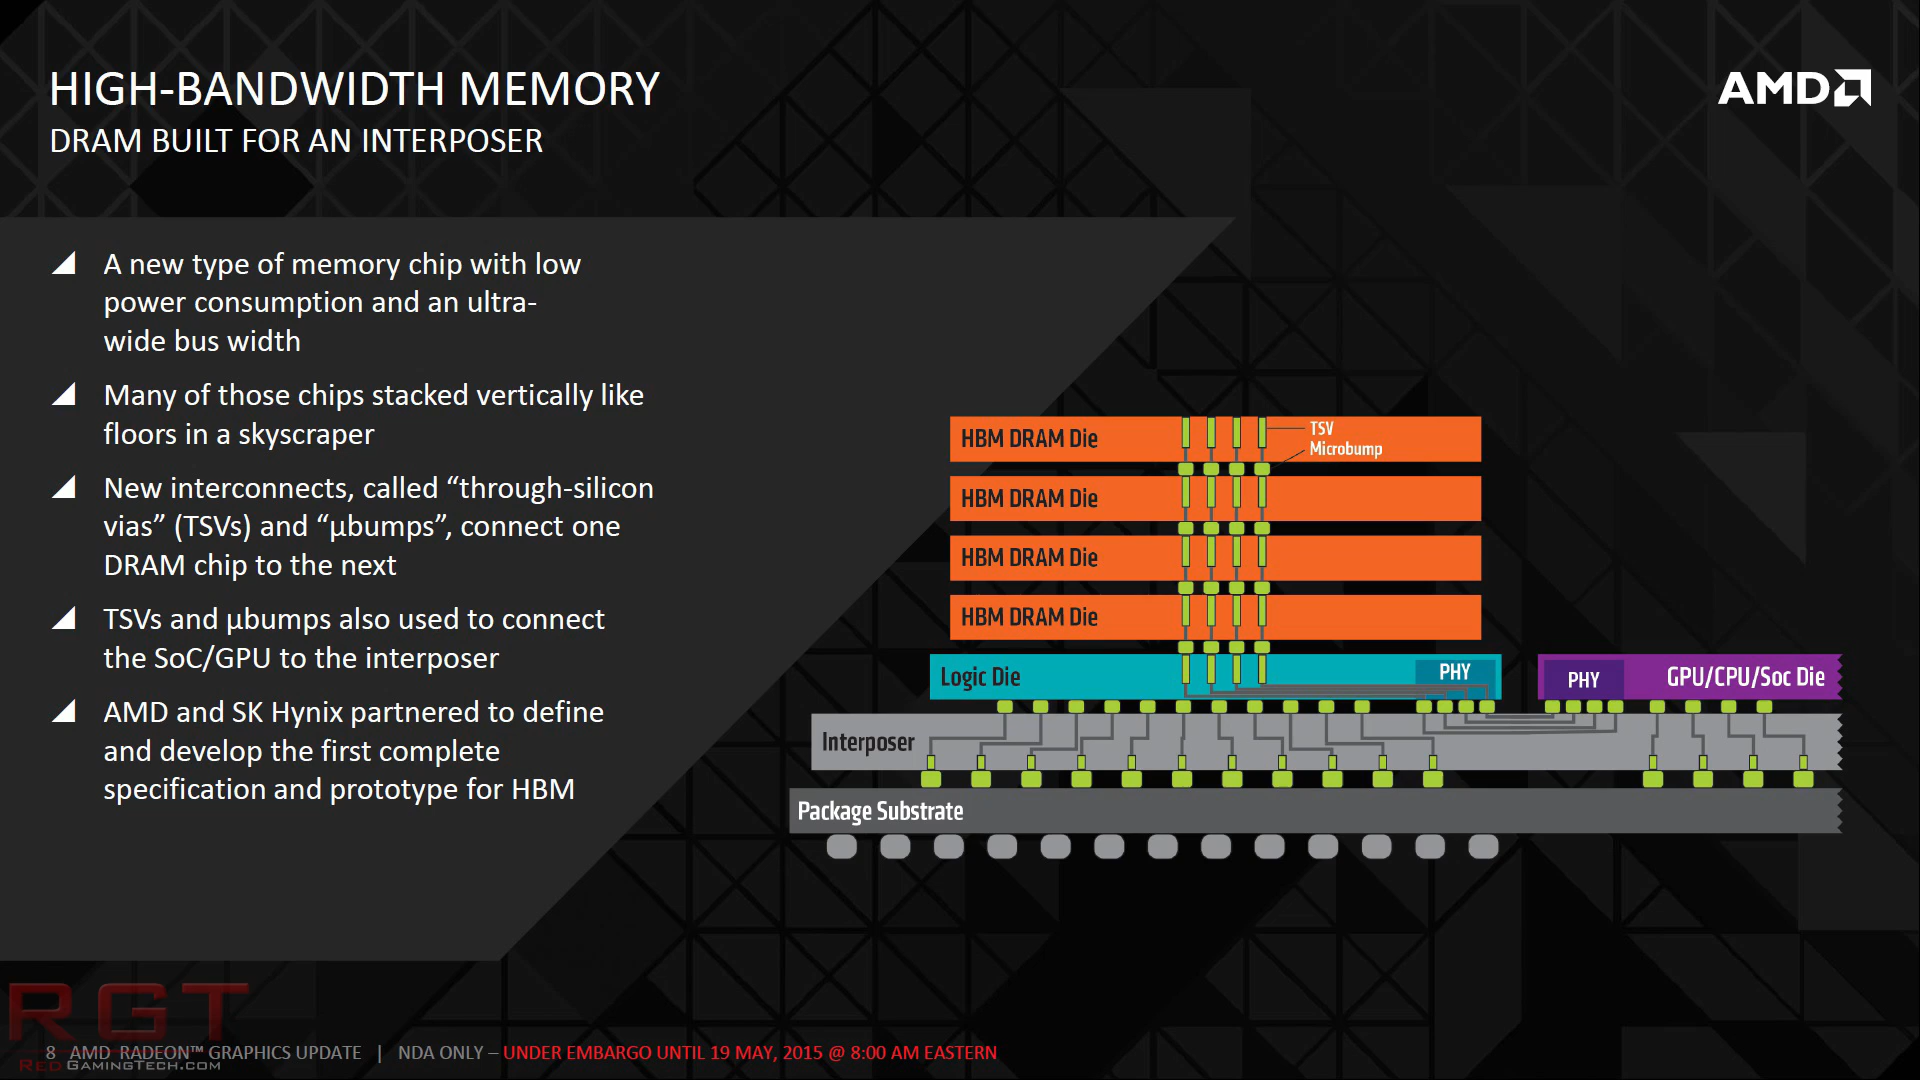 HIGH-BANDWIDTH MEMORY
DRAM BUILT FOR AN INTERPOSER
AMD
A new type of memory chip with low
power consumption and an ultra-
wide bus width
Many of those chips stacked vertically like
floors in a skyscraper
New interconnects, called “through-silicon
vias” (TSVs) and “µbumps”, connect one
DRAM chip to the next
TSVs and µbumps also used to connect
the SoC/GPU to the interposer
AMD and SK Hynix partnered to define
and develop the first complete
specification and prototype for HBM
HBM DRAM Die
TSV
Microbump
HBM DRAM Die
HBM DRAM Die
HBM DRAM Die
Logic Die
PHY
PHY
GPU/CPU/Soc Die
Interposer
Package Substrate
RGT
8 AMD RADEON™ GRAPHICS UPDATE | NDA ONLY – UNDER EMBARGO UNTIL 19 MAY, 2015 @ 8:00 AM EASTERN
REDGAMINGTECH.COM